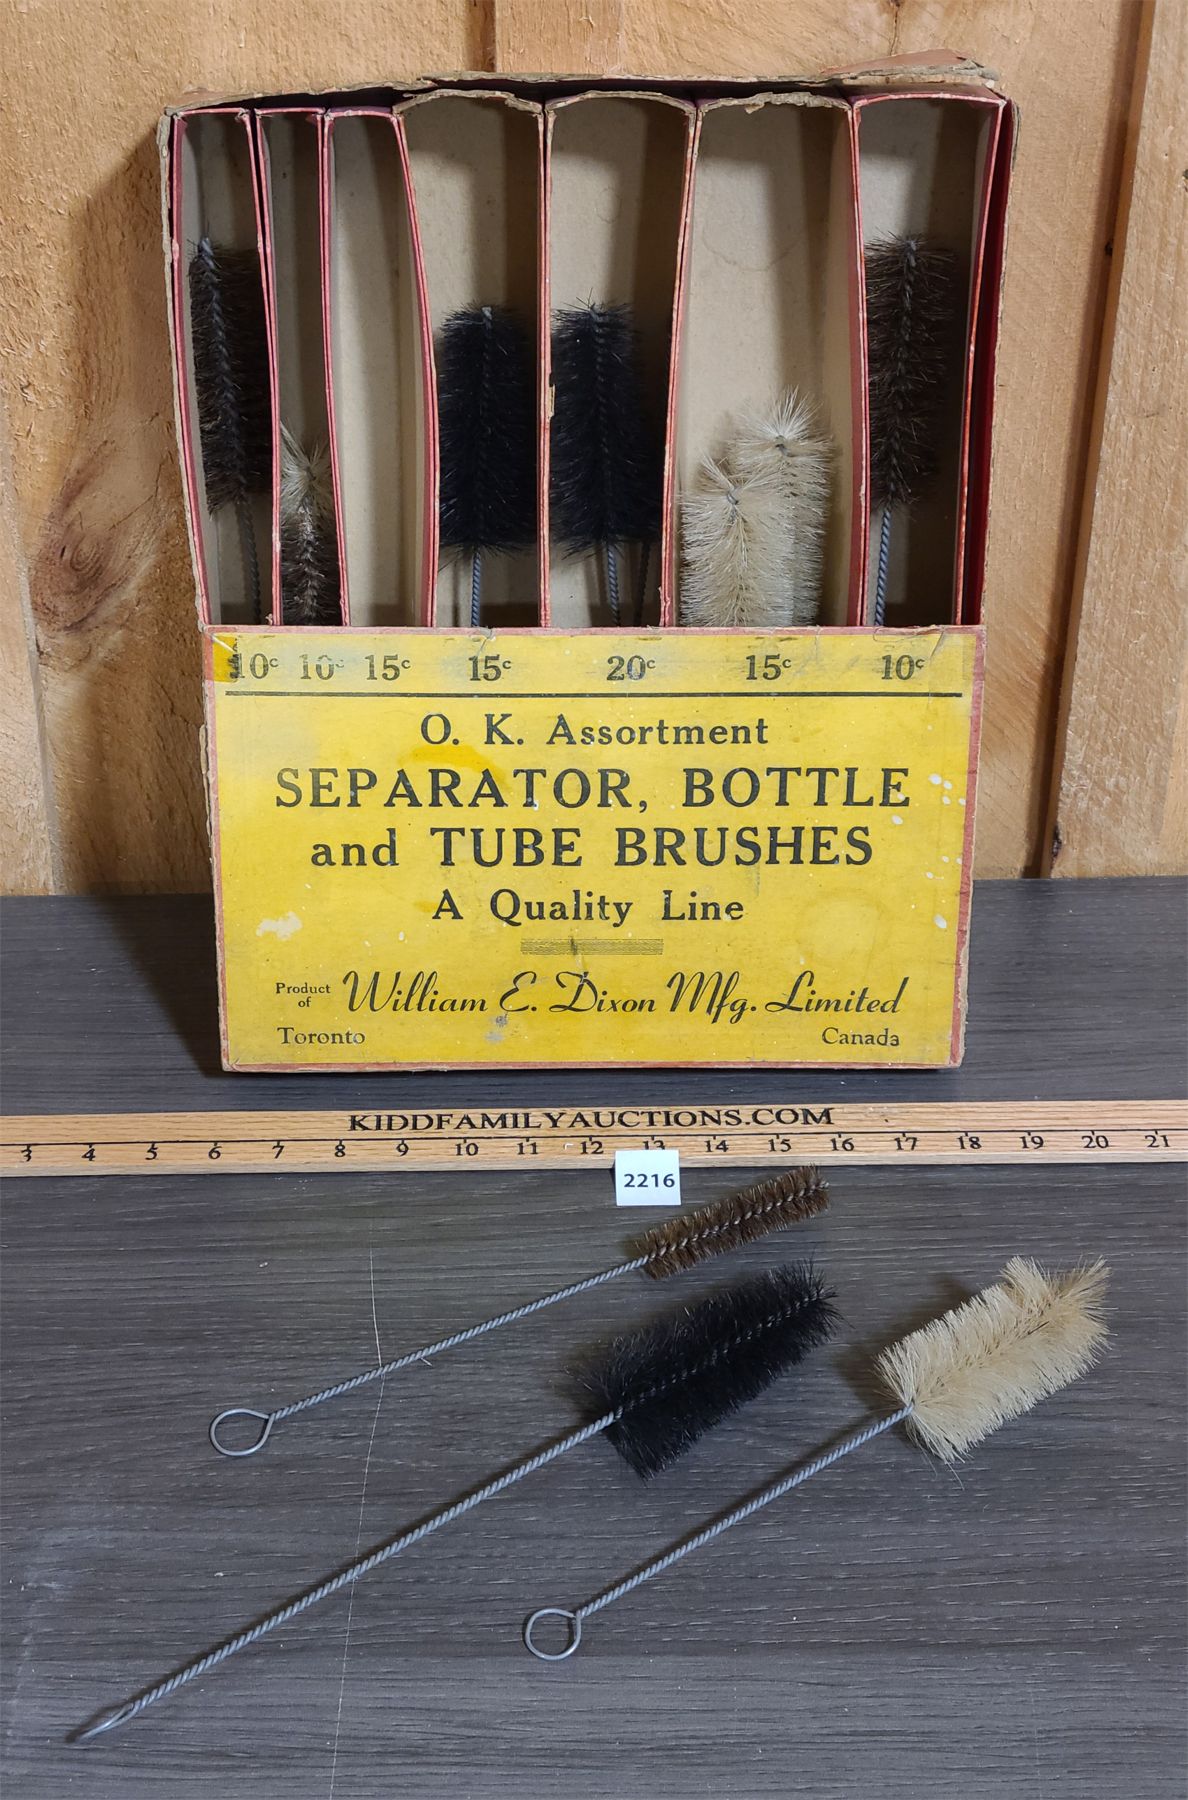 10c 10c 15c 15c 20c 15c 10c
O. K. Assortment
SEPARATOR, BOTTLE
and TUBE BRUSHES
A Quality Line
Product of William E. Dixon Mfg. Limited
Toronto Canada
KIDDFAMILYAUCTIONS.COM
3 4 5 6 7 8 9 10 11 12 13 14 15 16 17 18 19 20 21
2216